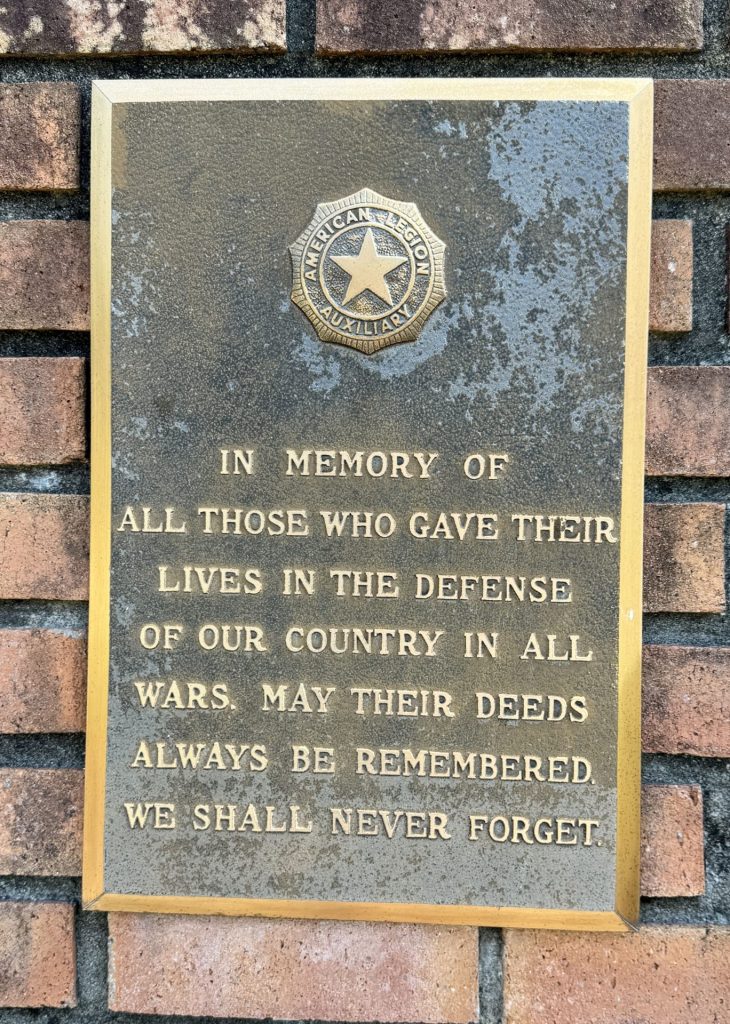 AMERICAN LEGION
AUXILIARY
IN MEMORY OF
ALL THOSE WHO GAVE THEIR
LIVES IN THE DEFENSE
OF OUR COUNTRY IN ALL
WARS. MAY THEIR DEEDS
ALWAYS BE REMEMBERED.
WE SHALL NEVER FORGET.